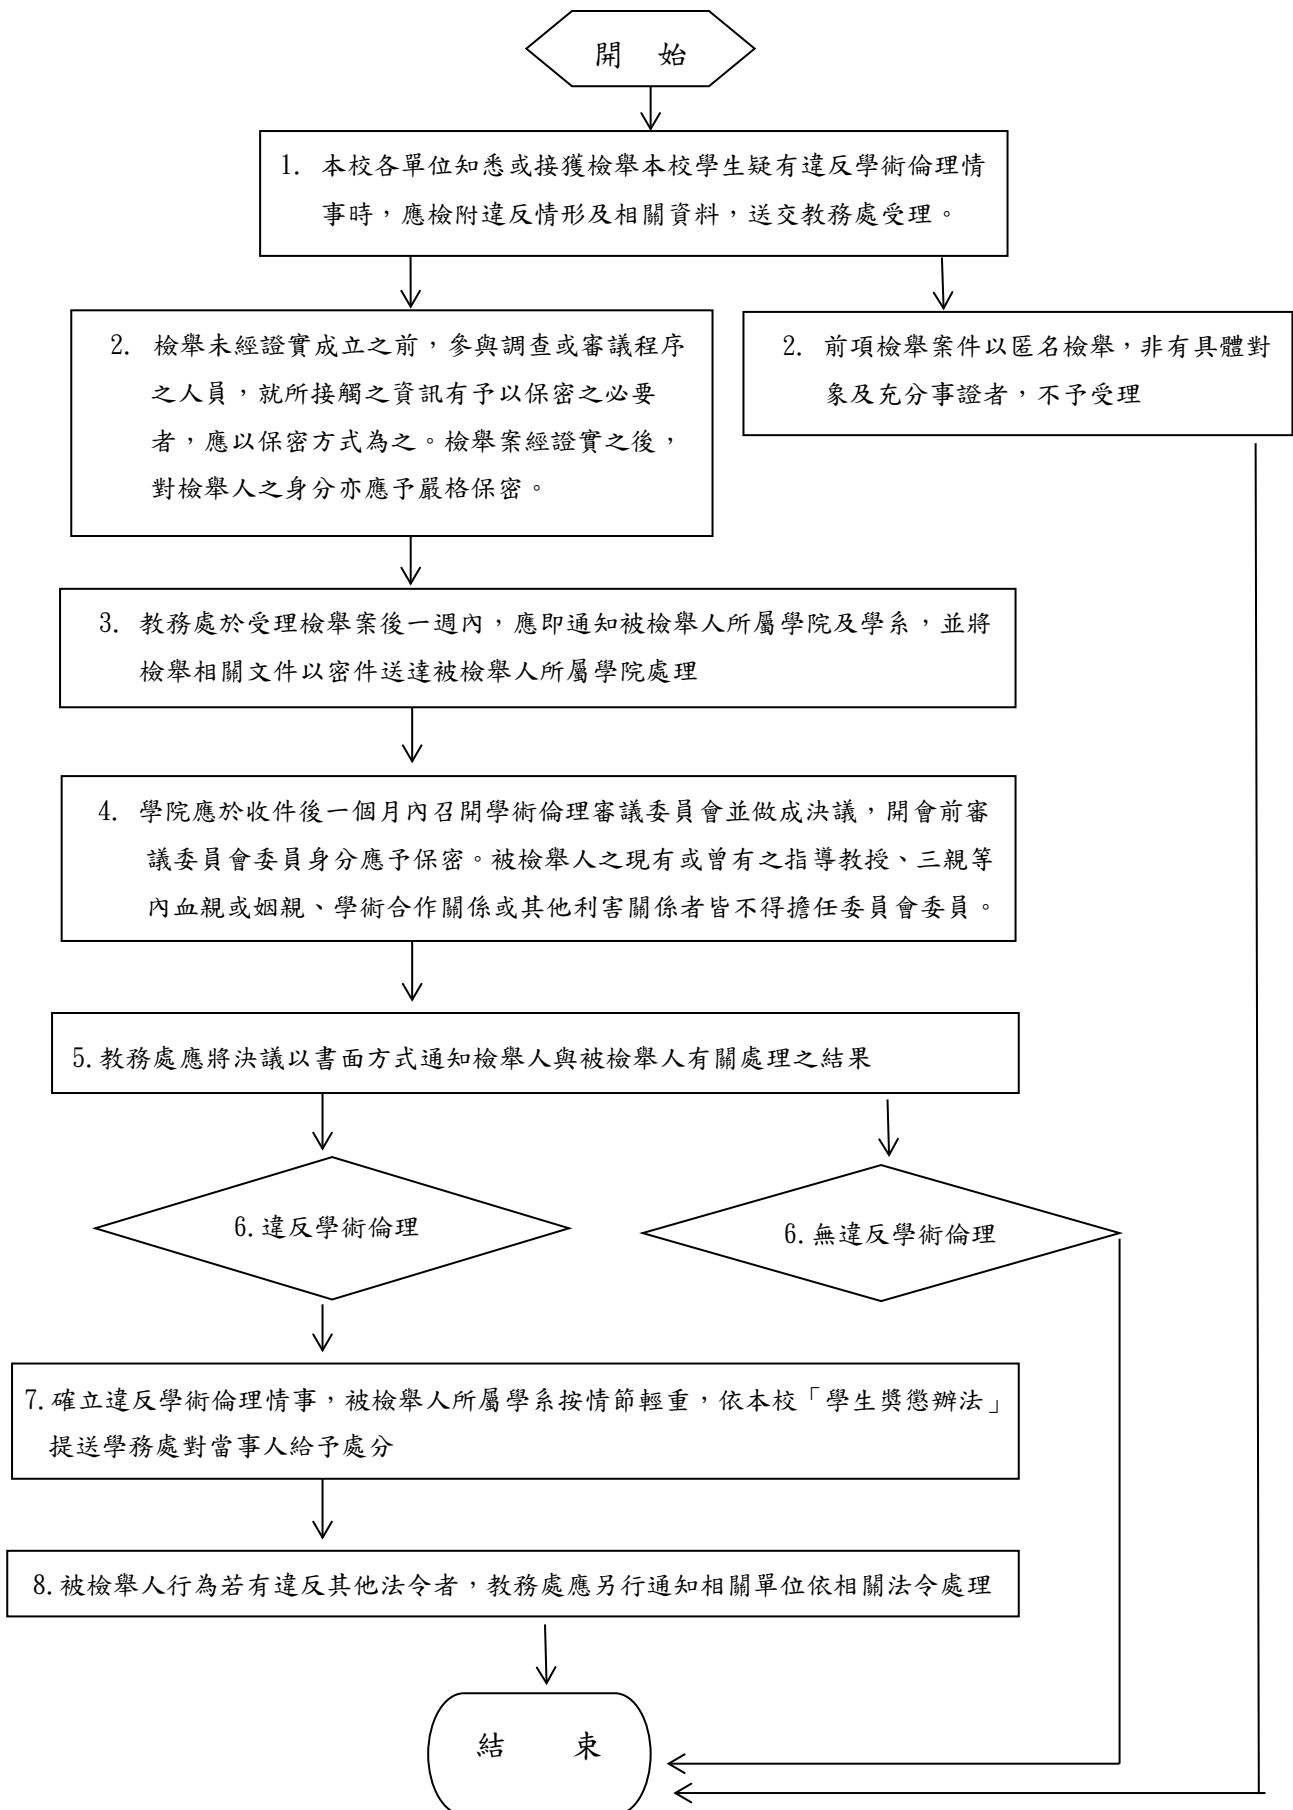 開 始
1. 本校各單位知悉或接獲檢舉本校學生疑有違反學術倫理情
事時，應檢附違反情形及相關資料，送交教務處受理。
2. 檢舉未經證實成立之前，參與調查或審議程序
之人員，就所接觸之資訊有予以保密之必要
者，應以保密方式為之。檢舉案經證實之後，
對檢舉人之身分亦應予嚴格保密。
2. 前項檢舉案件以匿名檢舉，非有具體對
象及充分事證者，不予受理
3. 教務處於受理檢舉案後一週內，應即通知被檢舉人所屬學院及學系，並將
檢舉相關文件以密件送達被檢舉人所屬學院處理
4. 學院應於收件後一個月內召開學術倫理審議委員會並做成決議，開會前審
議委員會委員身分應予保密。被檢舉人之現有或曾有之指導教授、三親等
內血親或姻親、學術合作關係或其他利害關係者皆不得擔任委員會委員。
5.教務處應將決議以書面方式通知檢舉人與被檢舉人有關處理之結果
6.違反學術倫理
6.無違反學術倫理
7.確立違反學術倫理情事，被檢舉人所屬學系按情節輕重，依本校「學生獎懲辦法」
提送學務處對當事人給予處分
8.被檢舉人行為若有違反其他法令者，教務處應另行通知相關單位依相關法令處理
結 束